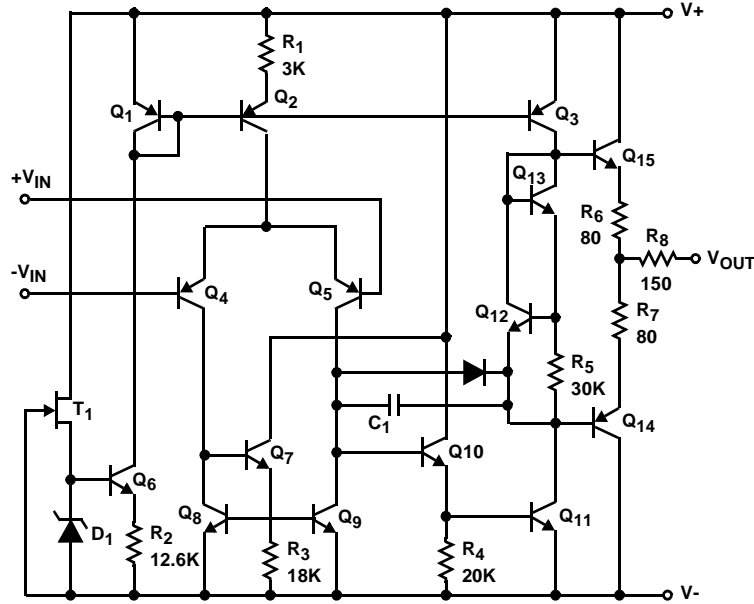 V+
R1
3K
Q1
Q2
Q3
Q15
+VIN
Q13
R6
80
R8
150
VOUT
-VIN
Q4
Q5
Q12
R7
80
R5
30K
T1
C1
Q14
Q7
Q10
Q6
Q8
Q9
Q11
D1
R2
12.6K
R3
18K
R4
20K
V-